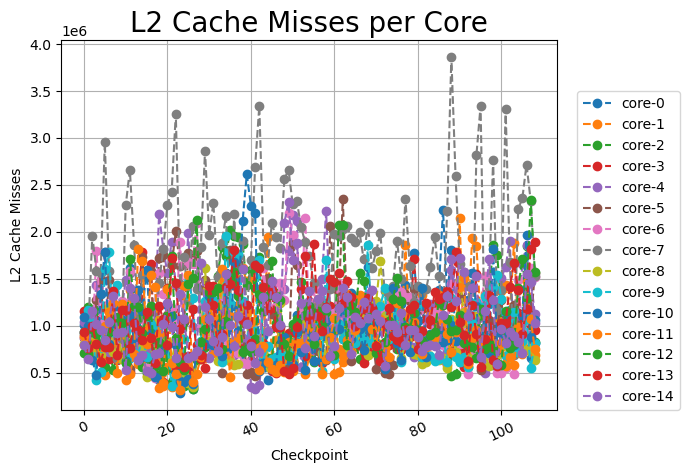 L2 Cache Misses per Core
1e6
4.0
3.5
3.0
2.5
2.0
1.5
1.0
0.5
L2 Cache Misses
0
20
40
60
80
100
Checkpoint
core-0
core-1
core-2
core-3
core-4
core-5
core-6
core-7
core-8
core-9
core-10
core-11
core-12
core-13
core-14